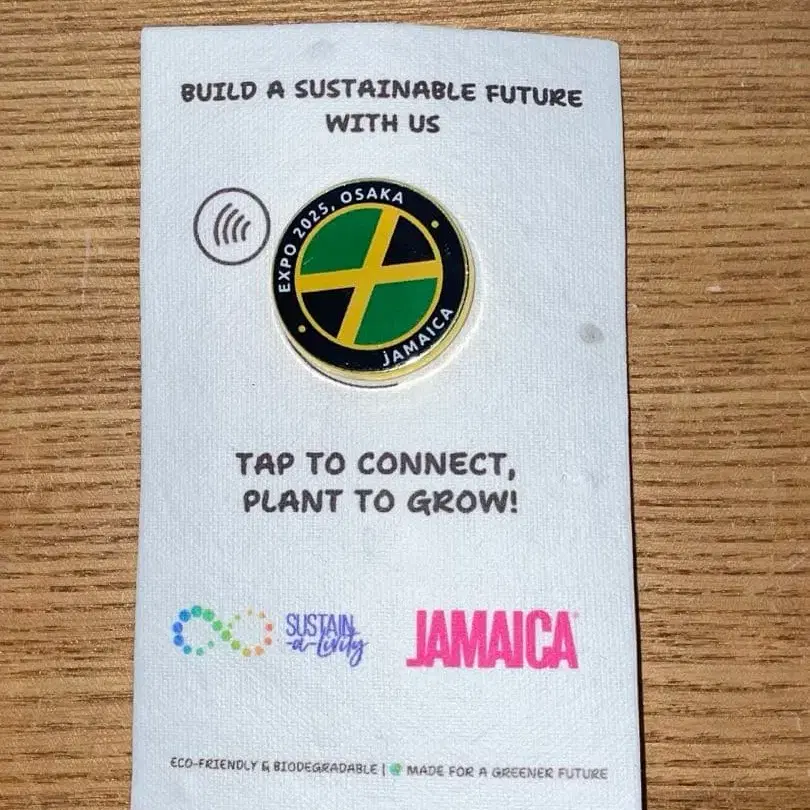 BUILD A SUSTAINABLE FUTURE
WITH US
EXPO 2025, OSAKA
JAMAICA
TAP TO CONNECT,
PLANT TO GROW!
SUSTAIN
-a-livity
JAMAICA
ECO-FRIENDLY & BIODEGRADABLE | MADE FOR A GREENER FUTURE